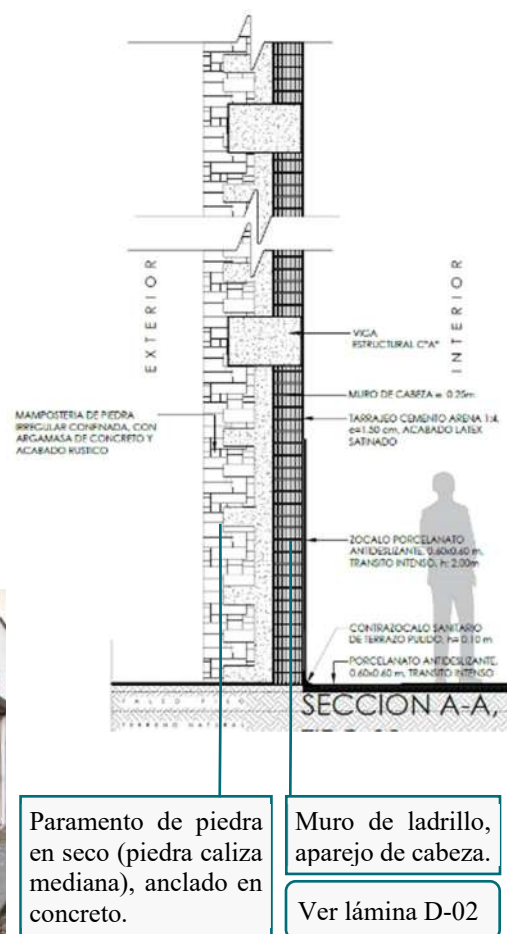 EXTERIOR
INTERIOR
VIGA
ESTRUCTURAL C"A"
MURO DE CABEZA e: 0.25m
TARRAJEO CEMENTO ARENA 1:4,
e=1.50 cm, ACABADO LATEX
SATINADO
MAMPOSTERIA DE PIEDRA
IRREGULAR CONFINADA, CON
ARGAMASA DE CONCRETO Y
ACABADO RUSTICO
ZOCALO PORCELANATO
ANTIDESLIZANTE, 0.60x0.60 m,
TRANSITO INTENSO, h: 2.00m
CONTRAZOCALO SANITARIO
DE TERRAZO PULIDO, h= 0.10 m
PORCELANATO ANTIDESLIZANTE,
0.60x0.60 m, TRANSITO INTENSO
FALSO PISO
TERRENO NATURAL
SECCION A-A,
Paramento de piedra
en seco (piedra caliza
mediana), anclado en
concreto.
Muro de ladrillo,
aparejo de cabeza.
Ver lámina D-02